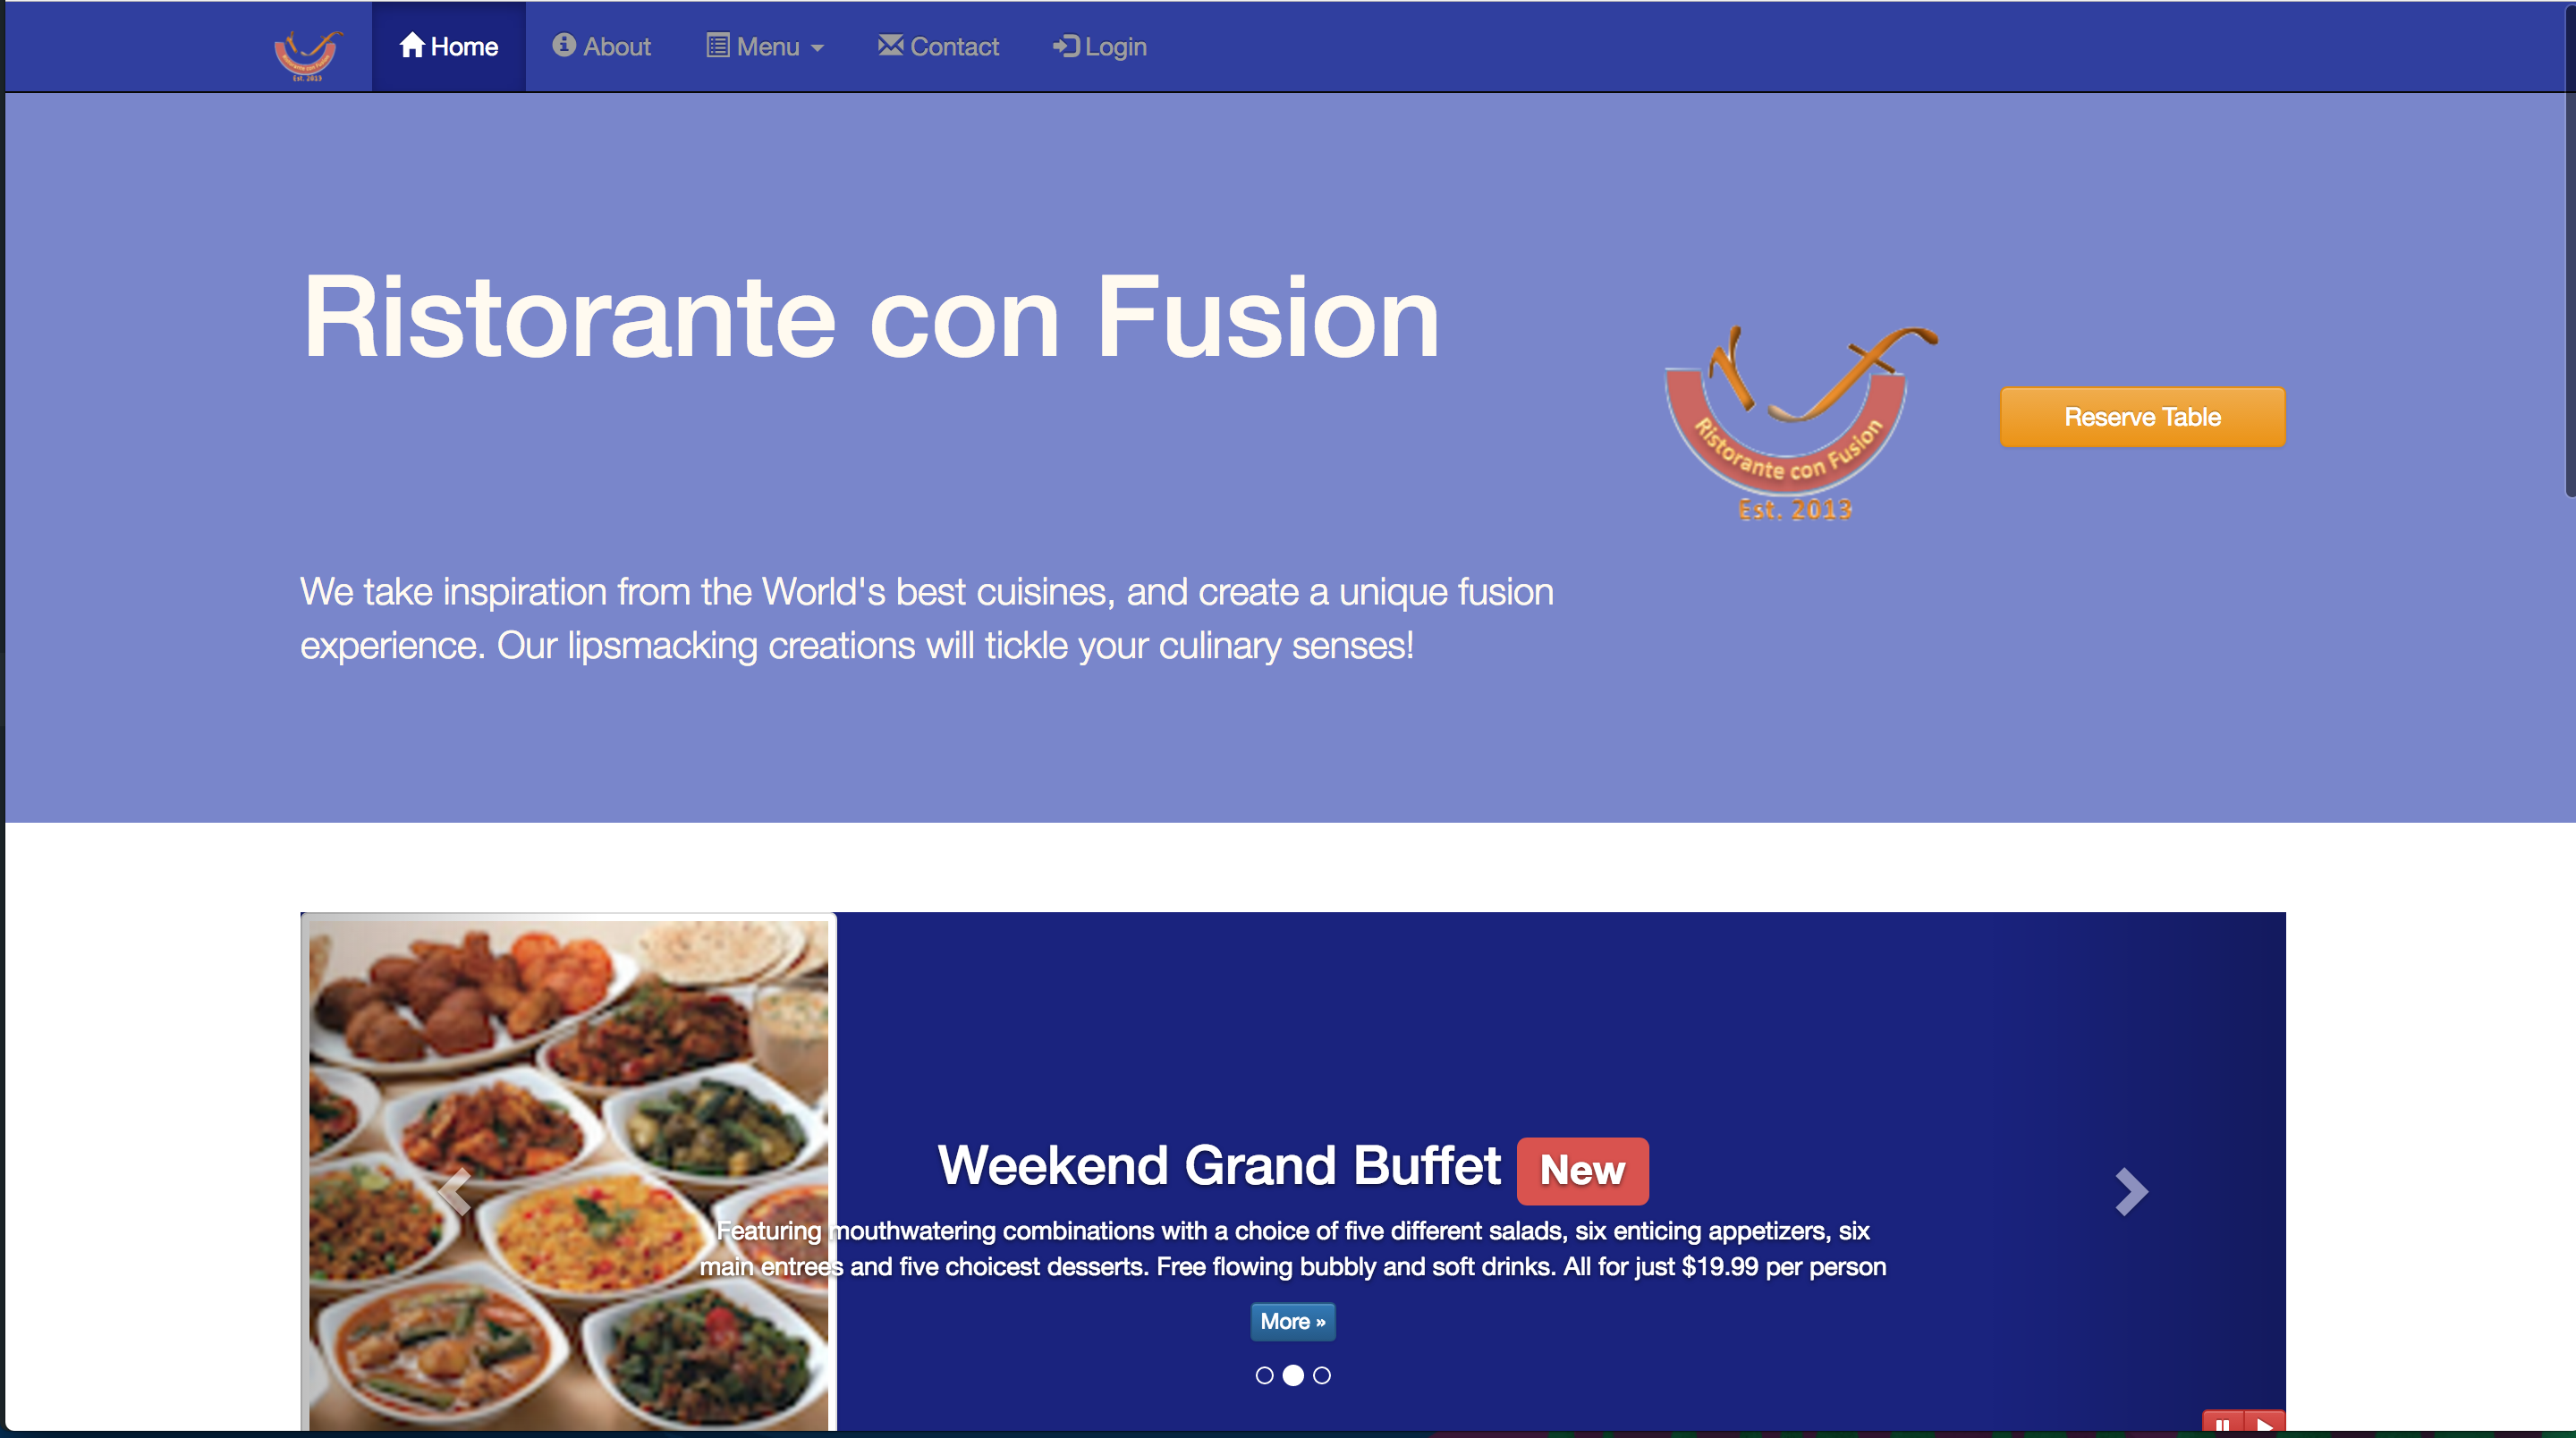 Est. 2013
Home
About
Menu
Contact
Login
Ristorante con Fusion
Ristorante con Fusion
Est. 2013
Reserve Table
We take inspiration from the World's best cuisines, and create a unique fusion
experience. Our lipsmacking creations will tickle your culinary senses!
Weekend Grand Buffet New
Featuring mouthwatering combinations with a choice of five different salads, six enticing appetizers, six
main entrees and five choicest desserts. Free flowing bubbly and soft drinks. All for just $19.99 per person
More »